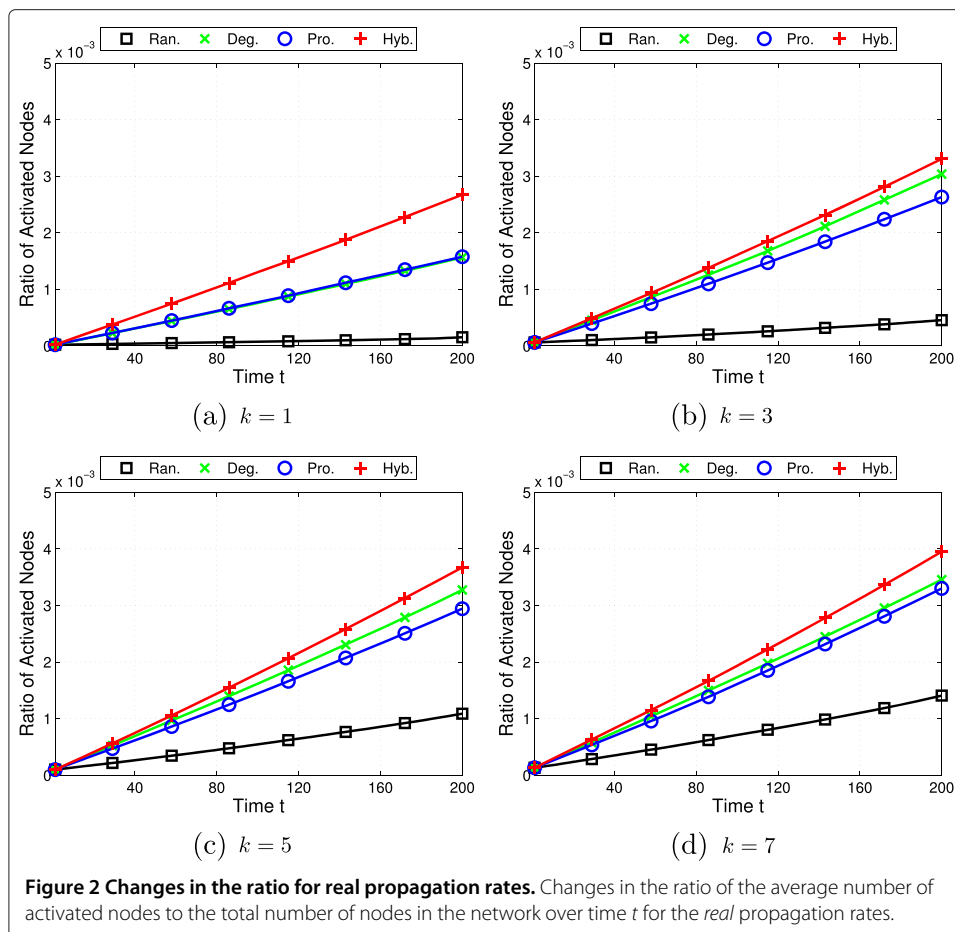 Ran. Deg. Pro. Hyb.
x 10⁻³
5
4
3
2
1
0
Ratio of Activated Nodes
40 80 120 160 200
Time t
(a) k = 1
Ran. Deg. Pro. Hyb.
x 10⁻³
5
4
3
2
1
0
Ratio of Activated Nodes
40 80 120 160 200
Time t
(b) k = 3
Ran. Deg. Pro. Hyb.
x 10⁻³
5
4
3
2
1
0
Ratio of Activated Nodes
40 80 120 160 200
Time t
(c) k = 5
Ran. Deg. Pro. Hyb.
x 10⁻³
5
4
3
2
1
0
Ratio of Activated Nodes
40 80 120 160 200
Time t
(d) k = 7
Figure 2 Changes in the ratio for real propagation rates. Changes in the ratio of the average number of
activated nodes to the total number of nodes in the network over time t for the real propagation rates.